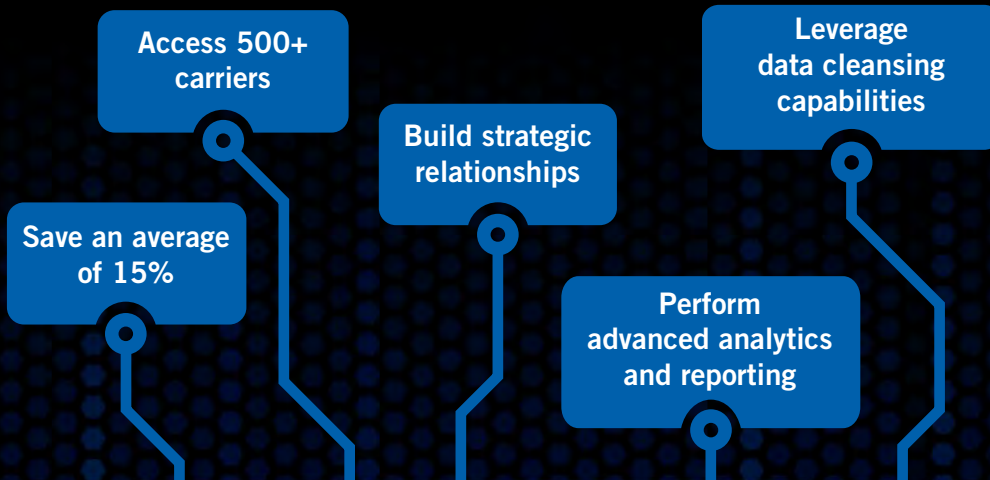 Access 500+
carriers
Leverage
data cleansing
capabilities
Build strategic
relationships
Save an average
of 15%
Perform
advanced analytics
and reporting